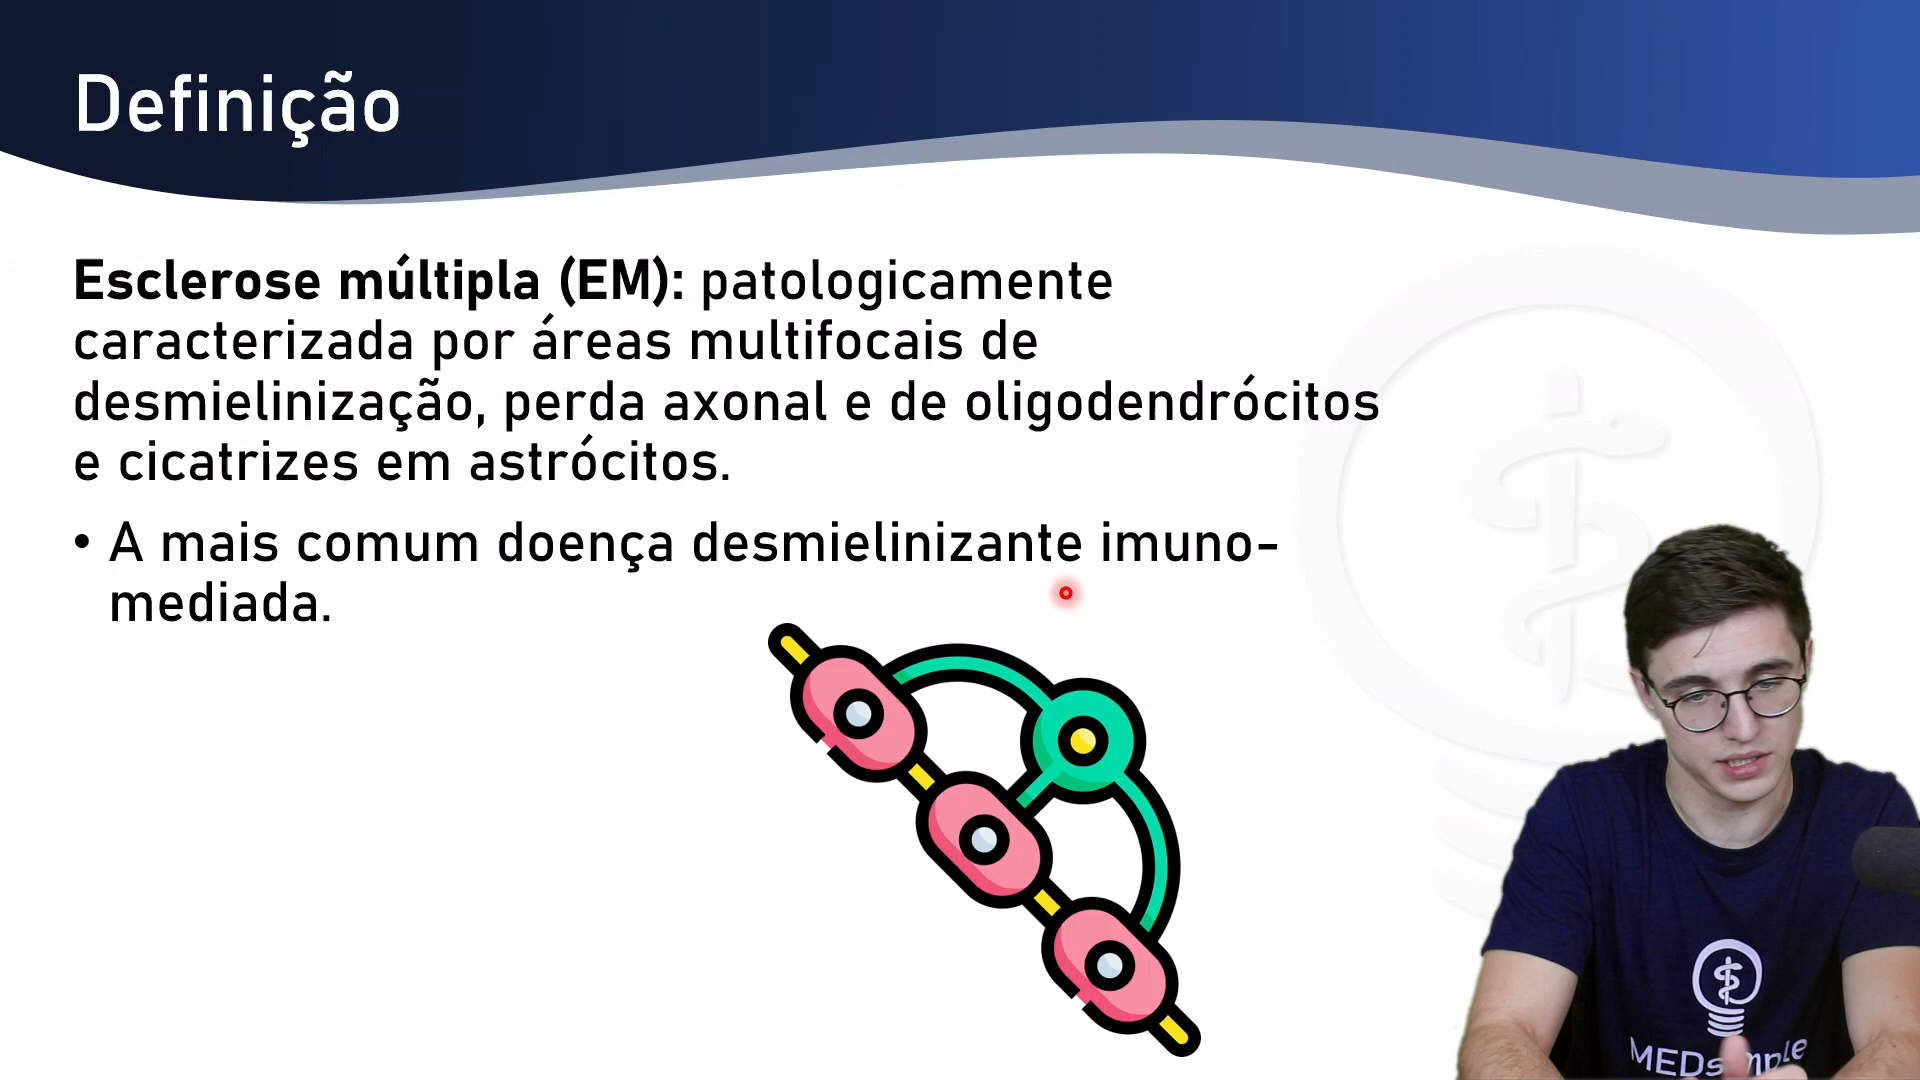 Definição
Esclerose múltipla (EM): patologicamente
caracterizada por áreas multifocais de
desmielinização, perda axonal e de oligodendrócitos
e cicatrizes em astrócitos.
• A mais comum doença desmielinizante imuno-
mediada.
MEDsimple